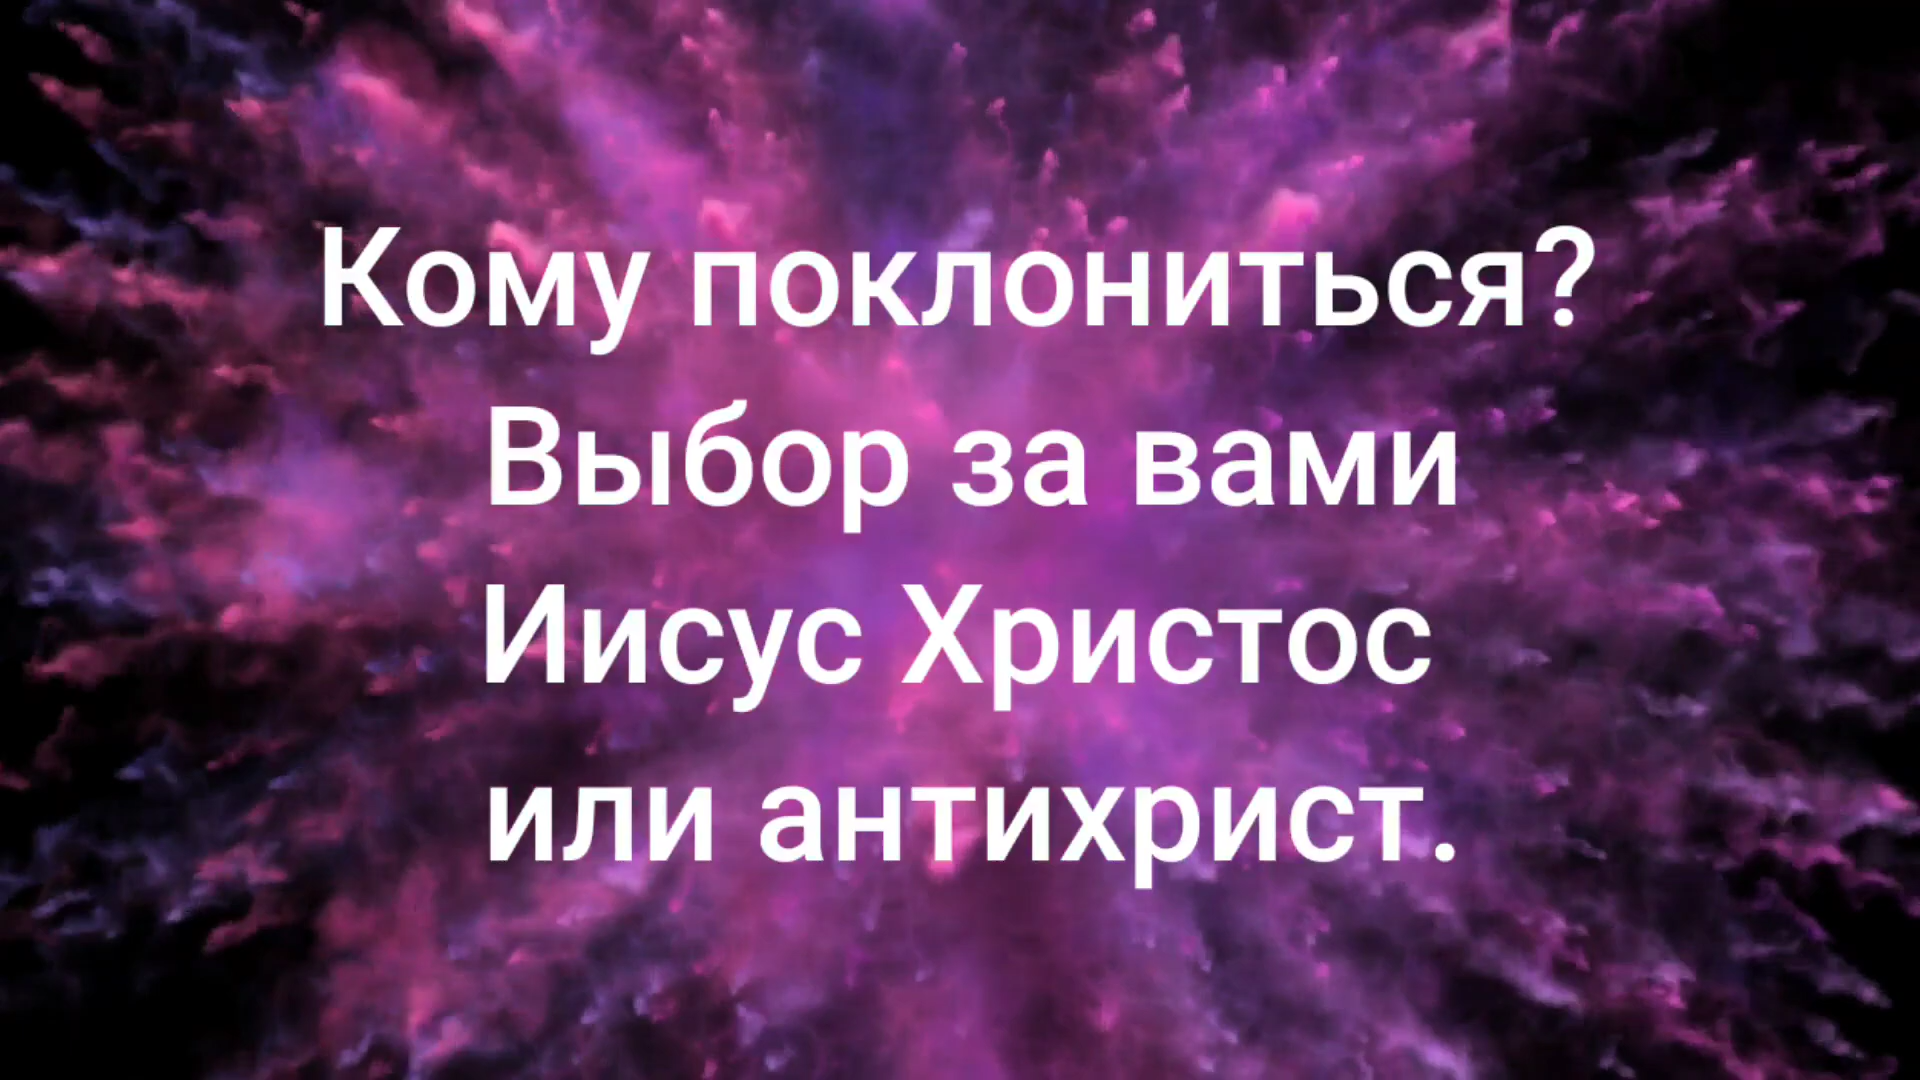 Кому поклониться?
Выбор за вами
Иисус Христос
или антихрист.